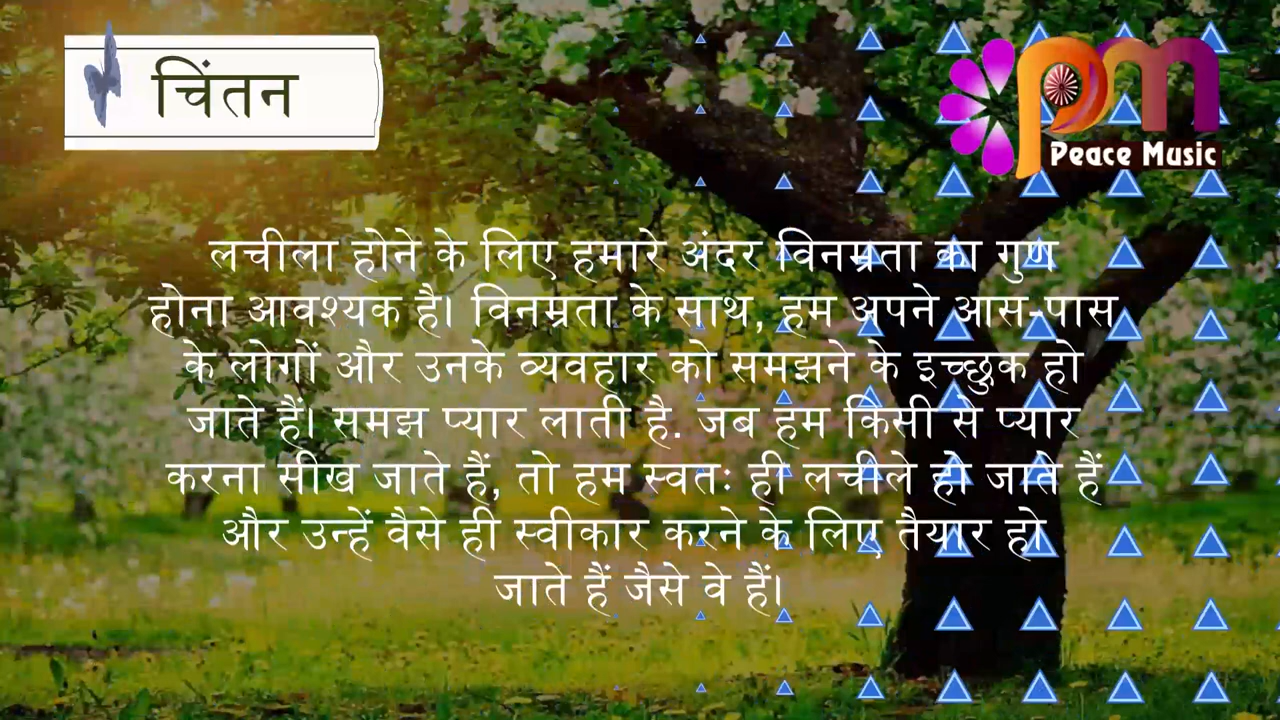 चिंतन
pm
Peace Music
लचीला होने के लिए हमारे अंदर विनम्रता का गुण
होना आवश्यक है। विनम्रता के साथ, हम अपने आस-पास
के लोगों और उनके व्यवहार को समझने के इच्छुक हो
जाते हैं। समझ प्यार लाती है. जब हम किसी से प्यार
करना सीख जाते हैं, तो हम स्वतः ही लचीले हो जाते हैं
और उन्हें वैसे ही स्वीकार करने के लिए तैयार हो
जाते हैं जैसे वे हैं।